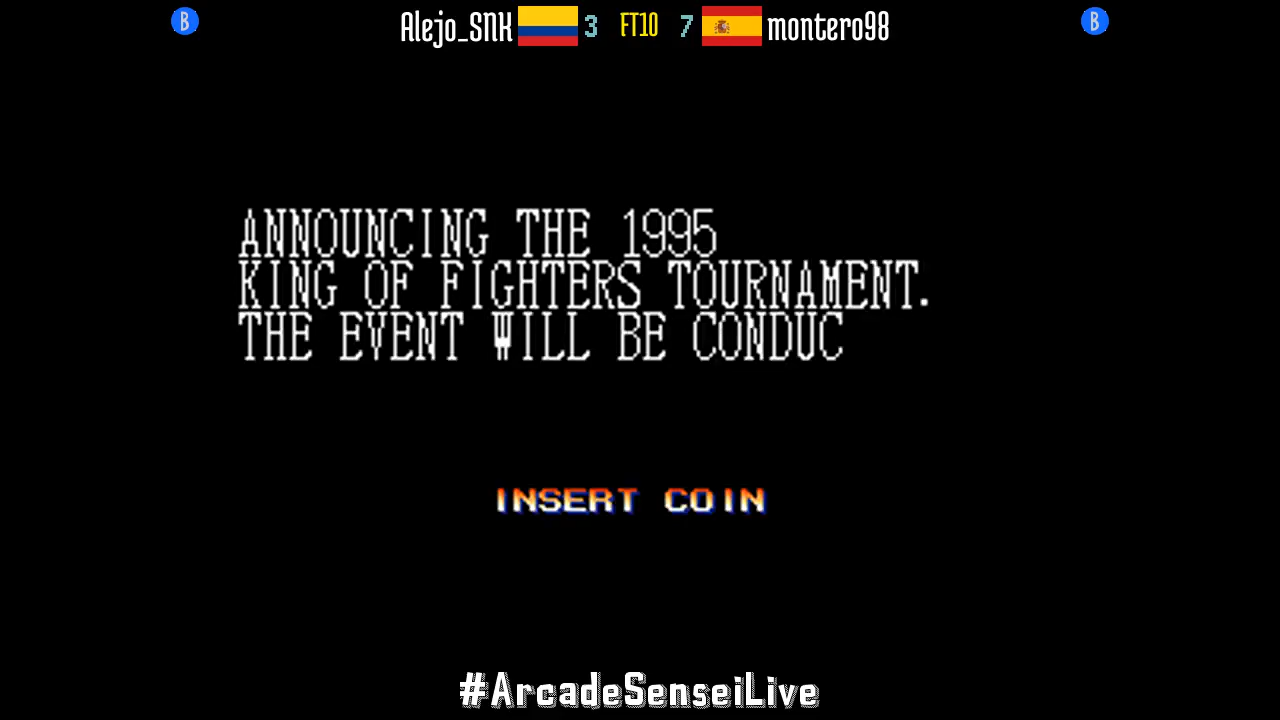 B Alejo_SNK 3 FT10 7 montero98 B
ANNOUNCING THE 1995
KING OF FIGHTERS TOURNAMENT.
THE EVENT WILL BE CONDUC
INSERT COIN
#ArcadeSenseiLive